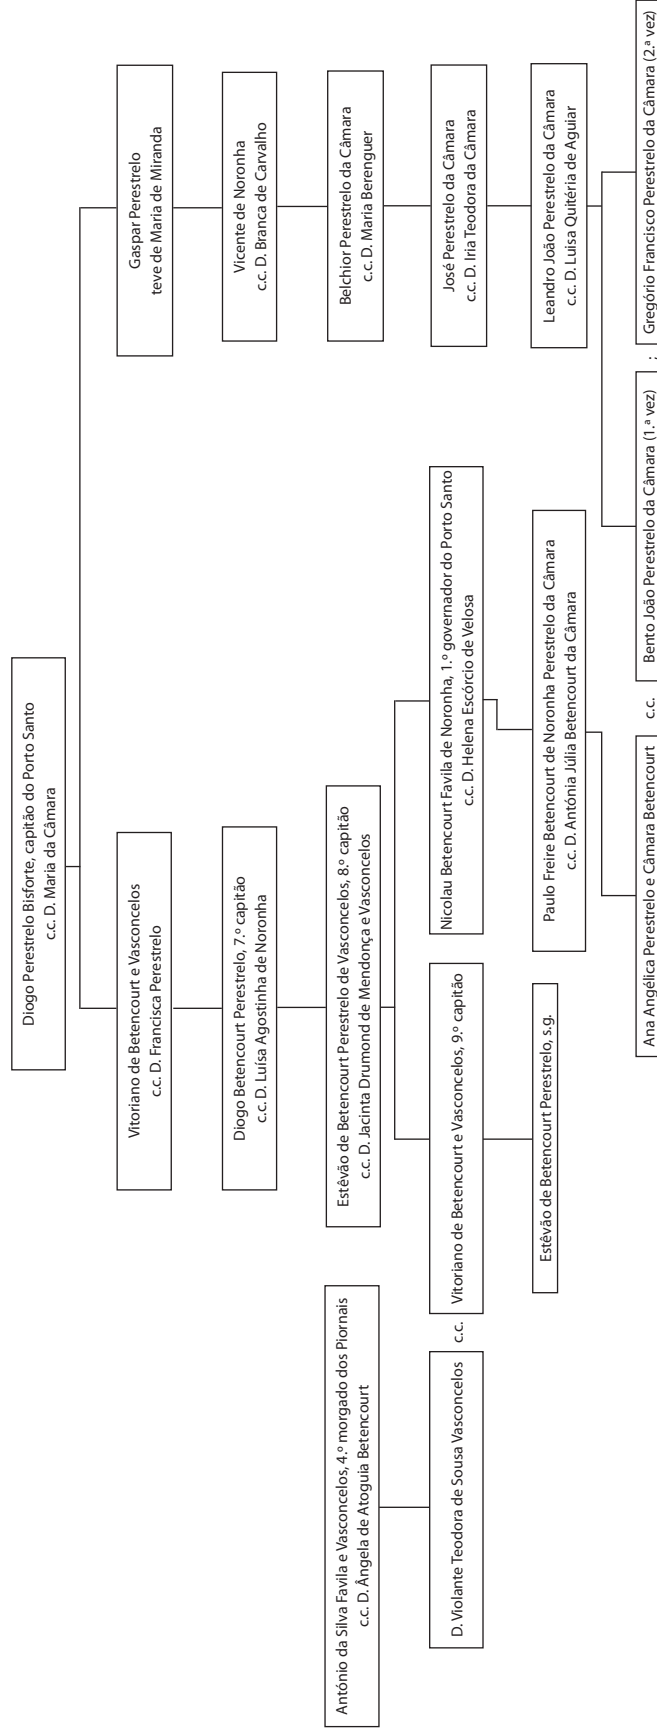 Diogo Perestrelo Bisforte, capitão do Porto Santo
c.c. D. Maria da Câmara
Vitoriano de Betencourt e Vasconcelos
c.c. D. Francisca Perestrelo
Gaspar Perestrelo
teve de Maria de Miranda
Diogo Betencourt Perestrelo, 7.º capitão
c.c. D. Luísa Agostinha de Noronha
Vicente de Noronha
c.c. D. Branca de Carvalho
António da Silva Favila e Vasconcelos, 4.º morgado dos Piornais
c.c. D. Ângela de Atoguia Betencourt
Estêvão de Betencourt Perestrelo de Vasconcelos, 8.º capitão
c.c. D. Jacinta Drumond de Mendonça e Vasconcelos
Belchior Perestrelo da Câmara
c.c. D. Maria Berenguer
D. Violante Teodora de Sousa Vasconcelos
c.c.
Vitoriano de Betencourt e Vasconcelos, 9.º capitão
Nicolau Betencourt Favila de Noronha, 1.º governador do Porto Santo
c.c. D. Helena Escórcio de Velosa
José Perestrelo da Câmara
c.c. D. Iria Teodora da Câmara
Estêvão de Betencourt Perestrelo, s.g.
Paulo Freire Betencourt de Noronha Perestrelo da Câmara
c.c. D. Antónia Júlia Betencourt da Câmara
Leandro João Perestrelo da Câmara
c.c. D. Luisa Quitéria de Aguiar
Ana Angélica Perestrelo e Câmara Betencourt
c.c.
Bento João Perestrelo da Câmara (1.ª vez)
;
Gregório Francisco Perestrelo da Câmara (2.ª vez)